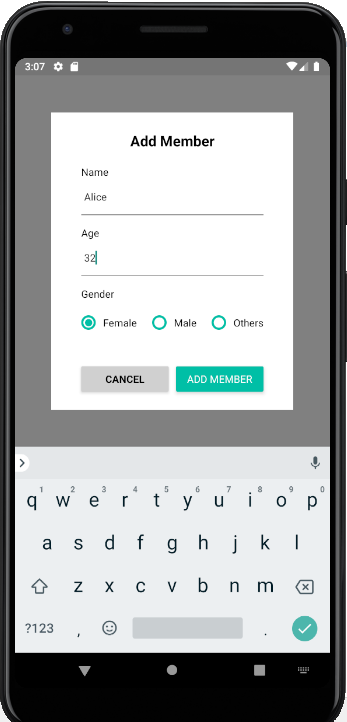 3:07
Add Member
Name
Alice
Age
32
Gender
Female Male Others
CANCEL ADD MEMBER
1 2 3 4 5 6 7 8 9 0
q w e r t y u i o p
a s d f g h j k l
z x c v b n m
?123 , .